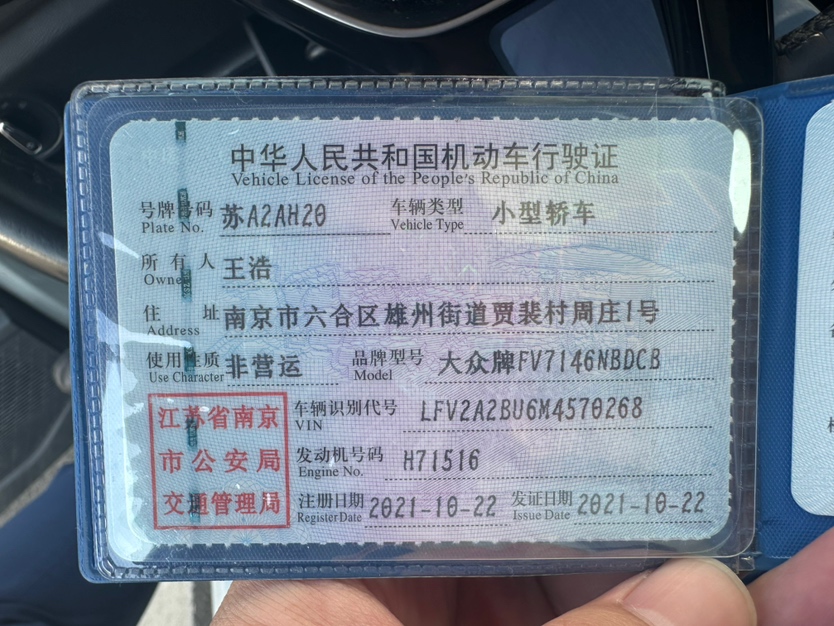 中华人民共和国机动车行驶证
Vehicle License of the People's Republic of China
号牌号码 苏A2AH20 车辆类型 小型轿车
Plate No. Vehicle Type
所有人 王浩
Owner
住址 南京市六合区雄州街道贾裴村周庄1号
Address
使用性质 非营运 品牌型号 大众牌FV7146NBDCB
Use Character Model
江苏省南京 车辆识别代号 LFV2A2BU6M4570268
VIN
市公安局 发动机号码 H71516
Engine No.
交通管理局 注册日期 2021-10-22 发证日期 2021-10-22
Register Date Issue Date